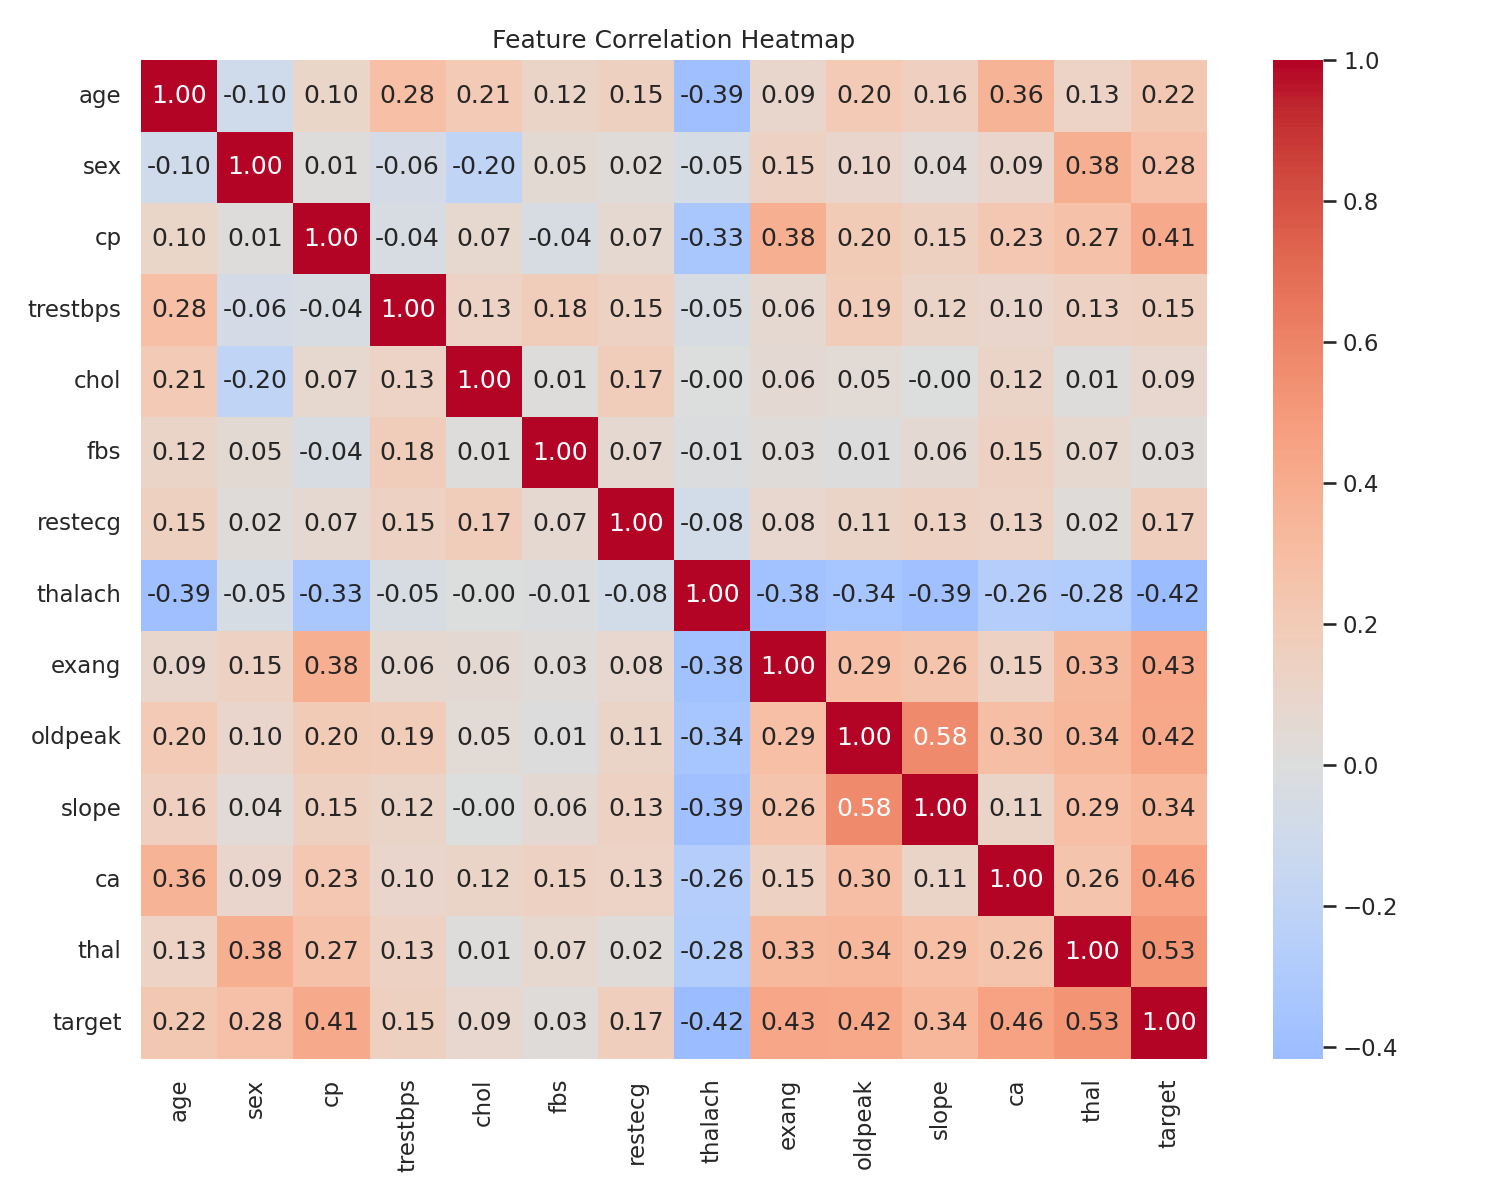 Feature Correlation Heatmap
age 1.00 -0.10 0.10 0.28 0.21 0.12 0.15 -0.39 0.09 0.20 0.16 0.36 0.13 0.22
sex -0.10 1.00 0.01 -0.06 -0.20 0.05 0.02 -0.05 0.15 0.10 0.04 0.09 0.38 0.28
cp 0.10 0.01 1.00 -0.04 0.07 -0.04 0.07 -0.33 0.38 0.20 0.15 0.23 0.27 0.41
trestbps 0.28 -0.06 -0.04 1.00 0.13 0.18 0.15 -0.05 0.06 0.19 0.12 0.10 0.13 0.15
chol 0.21 -0.20 0.07 0.13 1.00 0.01 0.17 -0.00 0.06 0.05 -0.00 0.12 0.01 0.09
fbs 0.12 0.05 -0.04 0.18 0.01 1.00 0.07 -0.01 0.03 0.01 0.06 0.15 0.07 0.03
restecg 0.15 0.02 0.07 0.15 0.17 0.07 1.00 -0.08 0.08 0.11 0.13 0.13 0.02 0.17
thalach -0.39 -0.05 -0.33 -0.05 -0.00 -0.01 -0.08 1.00 -0.38 -0.34 -0.39 -0.26 -0.28 -0.42
exang 0.09 0.15 0.38 0.06 0.06 0.03 0.08 -0.38 1.00 0.29 0.26 0.15 0.33 0.43
oldpeak 0.20 0.10 0.20 0.19 0.05 0.01 0.11 -0.34 0.29 1.00 0.58 0.30 0.34 0.42
slope 0.16 0.04 0.15 0.12 -0.00 0.06 0.13 -0.39 0.26 0.58 1.00 0.11 0.29 0.34
ca 0.36 0.09 0.23 0.10 0.12 0.15 0.13 -0.26 0.15 0.30 0.11 1.00 0.26 0.46
thal 0.13 0.38 0.27 0.13 0.01 0.07 0.02 -0.28 0.33 0.34 0.29 0.26 1.00 0.53
target 0.22 0.28 0.41 0.15 0.09 0.03 0.17 -0.42 0.43 0.42 0.34 0.46 0.53 1.00
age sex cp trestbps chol fbs restecg thalach exang oldpeak slope ca thal target
1.0
0.8
0.6
0.4
0.2
0.0
−0.2
−0.4